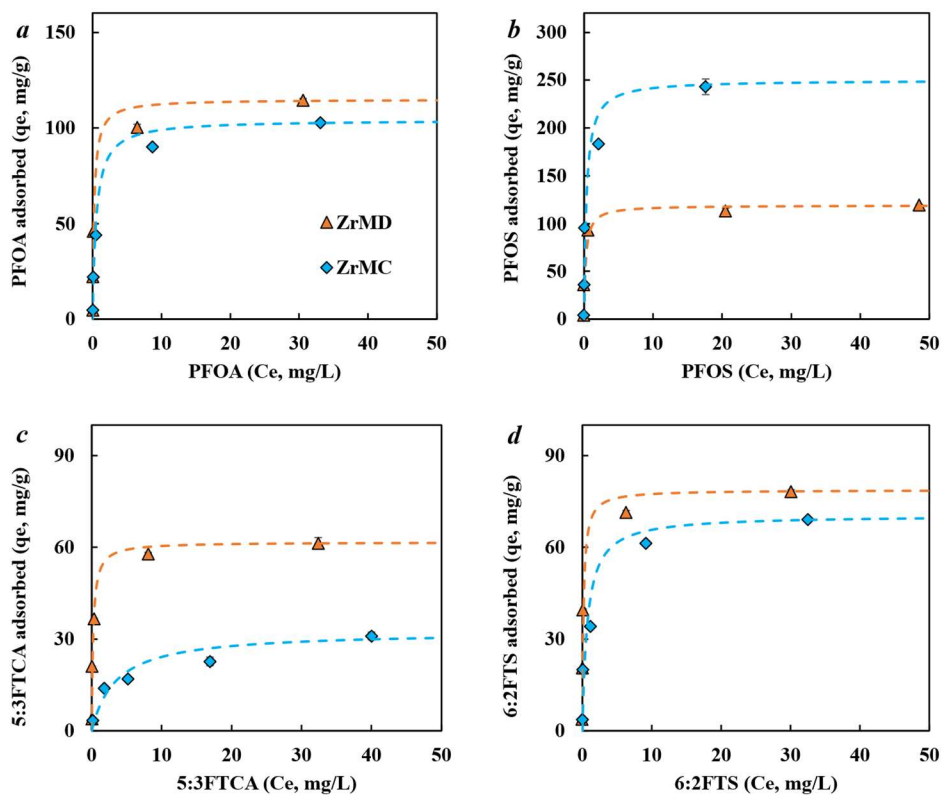 a
PFOA adsorbed (qe, mg/g)
150
100
50
0
0 10 20 30 40 50
PFOA (Ce, mg/L)
ZrMD
ZrMC
b
PFOS adsorbed (qe, mg/g)
300
250
200
150
100
50
0
0 10 20 30 40 50
PFOS (Ce, mg/L)
c
5:3FTCA adsorbed (qe, mg/g)
90
60
30
0
0 10 20 30 40 50
5:3FTCA (Ce, mg/L)
d
6:2FTS adsorbed (qe, mg/g)
90
60
30
0
0 10 20 30 40 50
6:2FTS (Ce, mg/L)